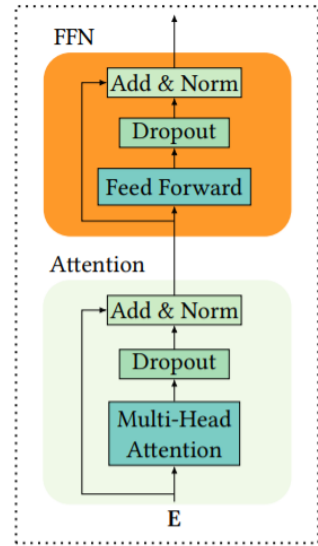 FFN
Add & Norm
Dropout
Feed Forward
Attention
Add & Norm
Dropout
Multi-Head
Attention
E